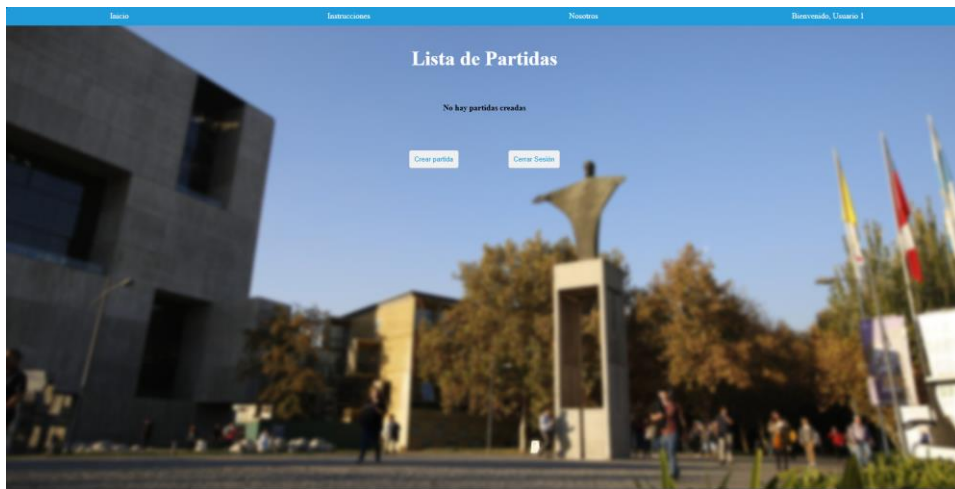 Inicio
Instrucciones
Nosotros
Bienvenido, Usuario 1
Lista de Partidas
No hay partidas creadas
Crear partida
Cerrar Sesión